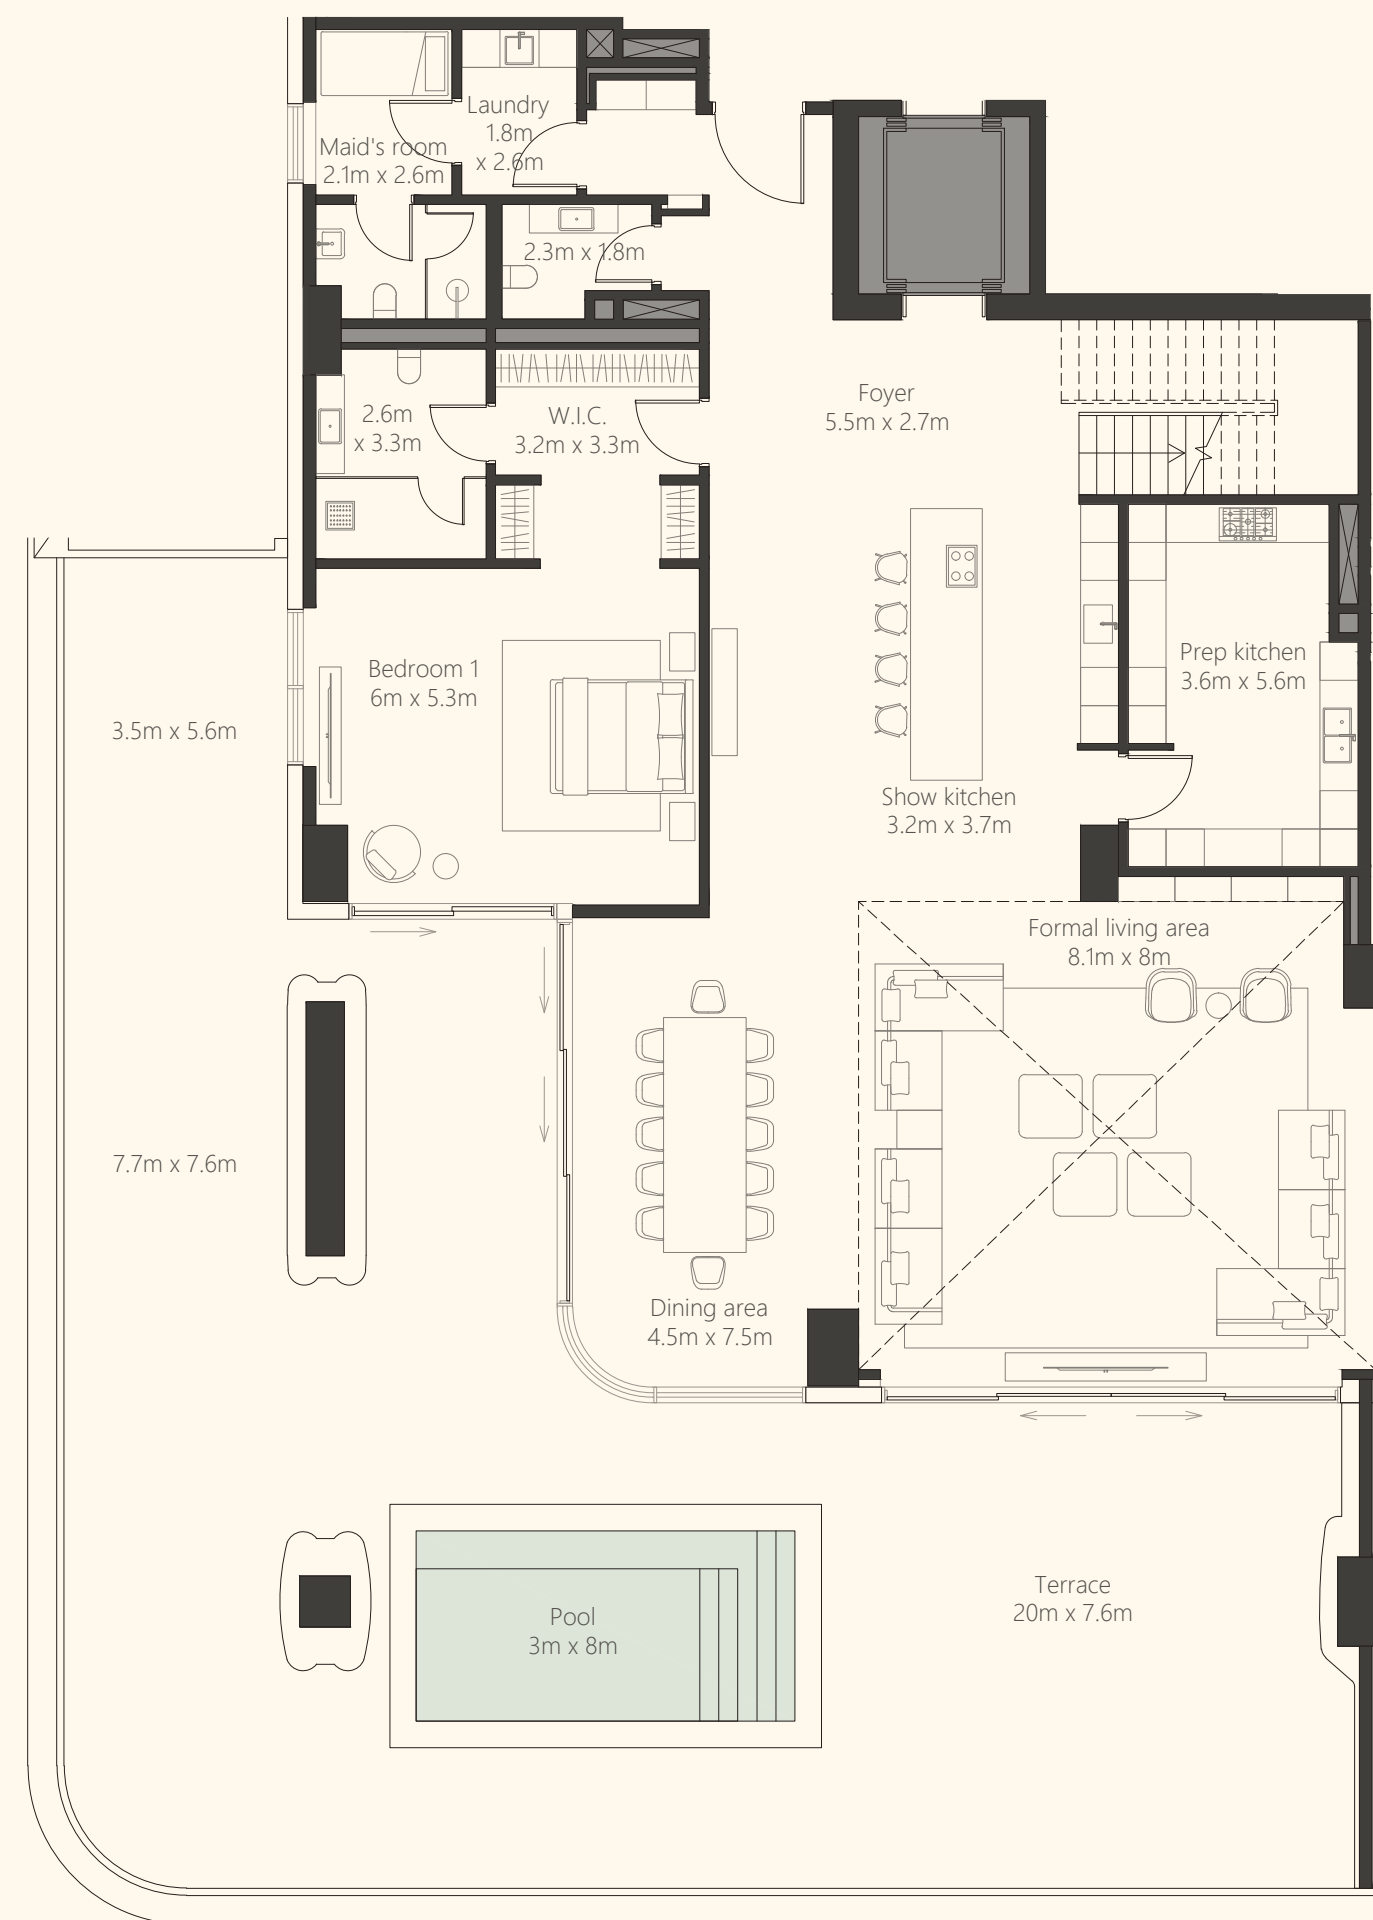 Laundry
1.8m
x 2.6m
Maid's room
2.1m x 2.6m
2.3m x 1.8m
Foyer
5.5m x 2.7m
2.6m
x 3.3m
W.I.C.
3.2m x 3.3m
Bedroom 1
6m x 5.3m
Prep kitchen
3.6m x 5.6m
3.5m x 5.6m
Show kitchen
3.2m x 3.7m
Formal living area
8.1m x 8m
7.7m x 7.6m
Dining area
4.5m x 7.5m
Terrace
20m x 7.6m
Pool
3m x 8m